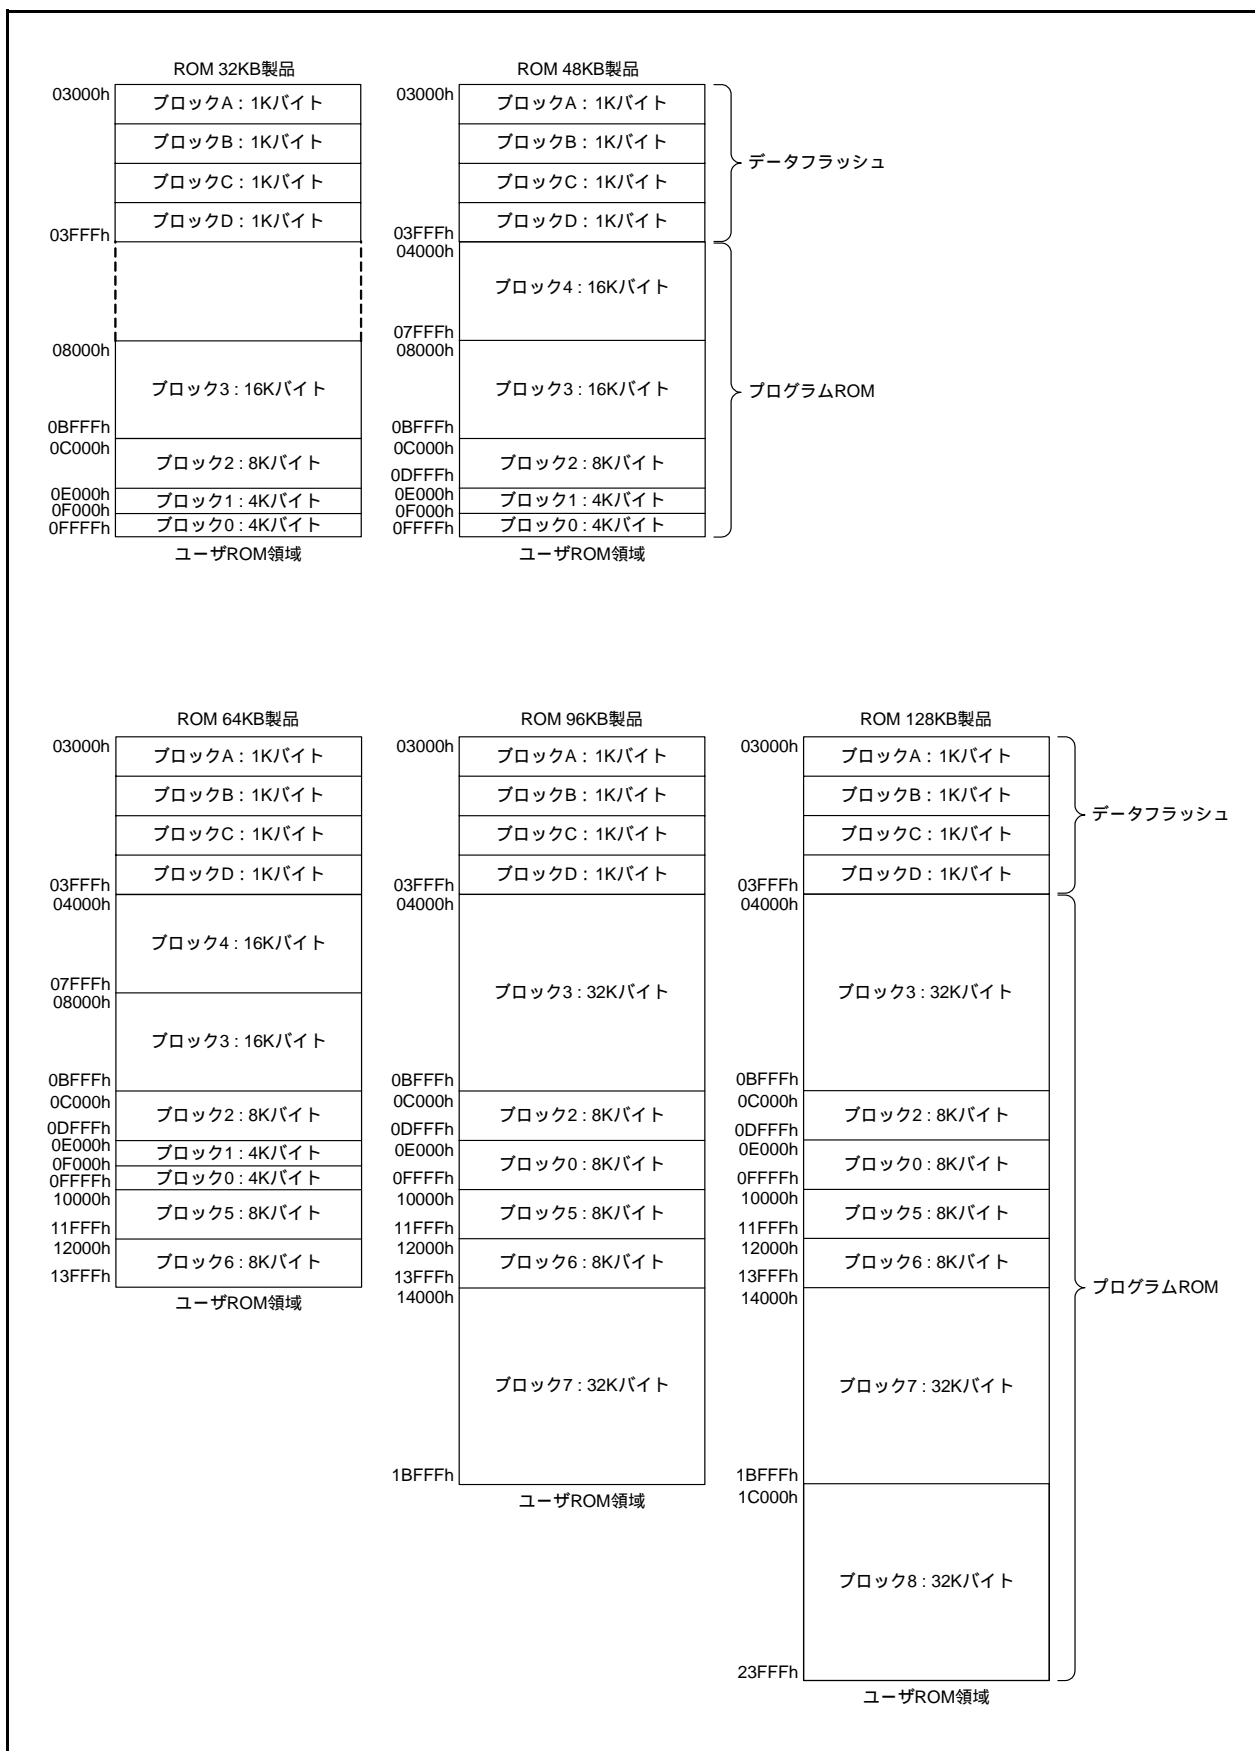 ROM 32KB製品
03000h
ブロックA : 1Kバイト
ブロックB : 1Kバイト
ブロックC : 1Kバイト
ブロックD : 1Kバイト
03FFFh
08000h
ブロック3 : 16Kバイト
0BFFFh
0C000h
ブロック2 : 8Kバイト
0E000h
ブロック1 : 4Kバイト
0F000h
ブロック0 : 4Kバイト
0FFFFh
ユーザROM領域
ROM 48KB製品
03000h
ブロックA : 1Kバイト
ブロックB : 1Kバイト
ブロックC : 1Kバイト
ブロックD : 1Kバイト
03FFFh
04000h
ブロック4 : 16Kバイト
07FFFh
08000h
ブロック3 : 16Kバイト
0BFFFh
0C000h
ブロック2 : 8Kバイト
0DFFFh
0E000h
ブロック1 : 4Kバイト
0F000h
ブロック0 : 4Kバイト
0FFFFh
ユーザROM領域
データフラッシュ
プログラムROM
ROM 64KB製品
03000h
ブロックA : 1Kバイト
ブロックB : 1Kバイト
ブロックC : 1Kバイト
ブロックD : 1Kバイト
03FFFh
04000h
ブロック4 : 16Kバイト
07FFFh
08000h
ブロック3 : 16Kバイト
0BFFFh
0C000h
ブロック2 : 8Kバイト
0DFFFh
0E000h
ブロック1 : 4Kバイト
0F000h
ブロック0 : 4Kバイト
0FFFFh
10000h
ブロック5 : 8Kバイト
11FFFh
12000h
ブロック6 : 8Kバイト
13FFFh
ユーザROM領域
ROM 96KB製品
03000h
ブロックA : 1Kバイト
ブロックB : 1Kバイト
ブロックC : 1Kバイト
ブロックD : 1Kバイト
03FFFh
04000h
ブロック3 : 32Kバイト
0BFFFh
0C000h
ブロック2 : 8Kバイト
0DFFFh
0E000h
ブロック0 : 8Kバイト
0FFFFh
10000h
ブロック5 : 8Kバイト
11FFFh
12000h
ブロック6 : 8Kバイト
13FFFh
14000h
ブロック7 : 32Kバイト
1BFFFh
ユーザROM領域
ROM 128KB製品
03000h
ブロックA : 1Kバイト
ブロックB : 1Kバイト
ブロックC : 1Kバイト
ブロックD : 1Kバイト
03FFFh
04000h
ブロック3 : 32Kバイト
0BFFFh
0C000h
ブロック2 : 8Kバイト
0DFFFh
0E000h
ブロック0 : 8Kバイト
0FFFFh
10000h
ブロック5 : 8Kバイト
11FFFh
12000h
ブロック6 : 8Kバイト
13FFFh
14000h
ブロック7 : 32Kバイト
1BFFFh
1C000h
ブロック8 : 32Kバイト
23FFFh
ユーザROM領域
データフラッシュ
プログラムROM